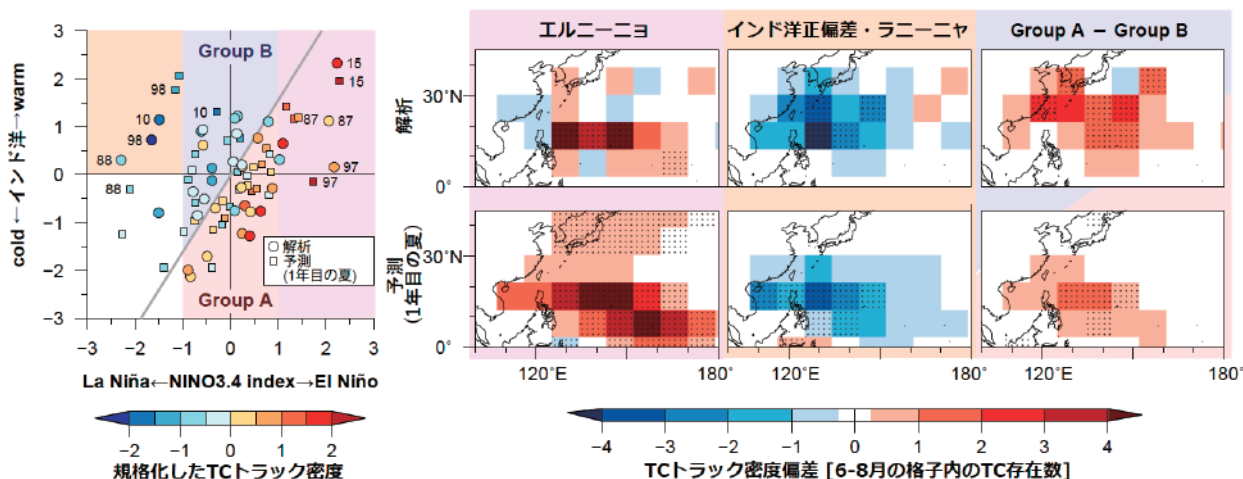 3
2
1
0
−1
−2
−3
cold←インド洋→warm
Group B
Group A
15
15
98
10
10
98
88
88
87
87
97
97
解析
予測
(1年目の夏)
−3
−2
−1
0
1
2
3
La Niña←NINO3.4 index→El Niño
−2
−1
0
1
2
規格化したTCトラック密度
エルニーニョ
インド洋正偏差・ラニーニャ
Group A − Group B
解析
30°N
0°
予測
(1年目の夏)
30°N
0°
120°E
180°
120°E
180°
120°E
180°
−4
−3
−2
−1
0
1
2
3
4
TCトラック密度偏差 [6-8月の格子内のTC存在数]